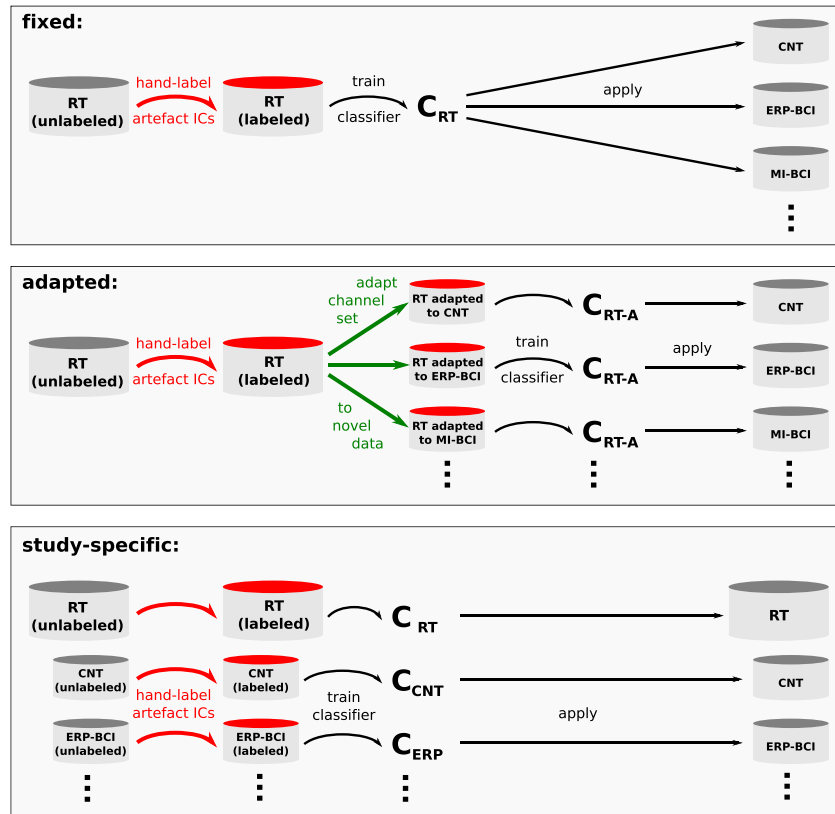 fixed:
RT
(unlabeled)
hand-label
artefact ICs
RT
(labeled)
train
classifier
C RT
apply
CNT
ERP-BCI
MI-BCI
adapted:
RT
(unlabeled)
hand-label
artefact ICs
RT
(labeled)
adapt
channel
set
to
novel
data
RT adapted
to CNT
RT adapted
to ERP-BCI
RT adapted
to MI-BCI
train
classifier
C RT-A
C RT-A
C RT-A
apply
CNT
ERP-BCI
MI-BCI
study-specific:
RT
(unlabeled)
RT
(labeled)
C RT
RT
CNT
(unlabeled)
hand-label
artefact ICs
CNT
(labeled)
train
classifier
C CNT
apply
CNT
ERP-BCI
(unlabeled)
ERP-BCI
(labeled)
C ERP
ERP-BCI